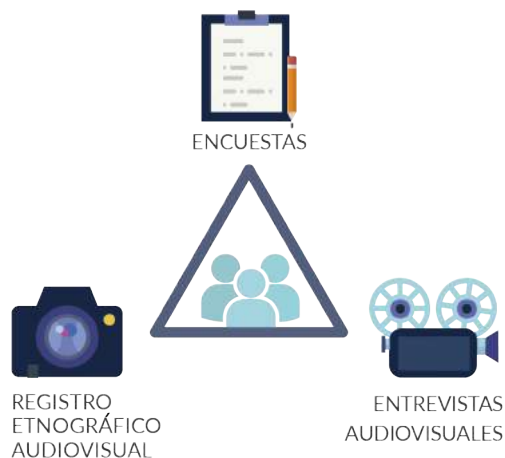 ENCUESTAS
REGISTRO
ETNOGRÁFICO
AUDIOVISUAL
ENTREVISTAS
AUDIOVISUALES